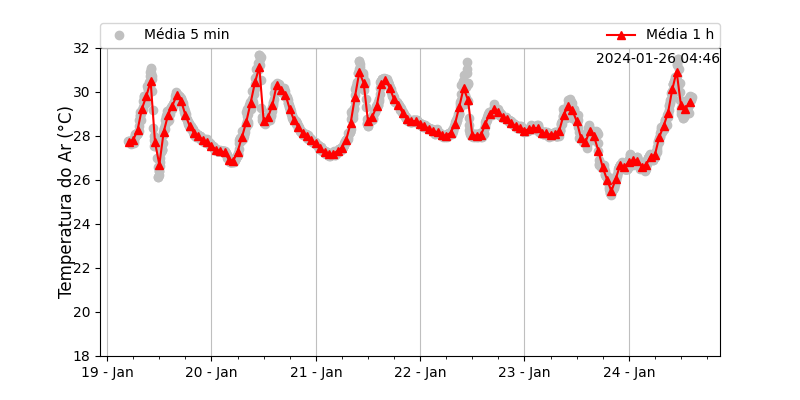 Média 5 min
Média 1 h
2024-01-26 04:46
Temperatura do Ar (°C)
32
30
28
26
24
22
20
18
19 - Jan
20 - Jan
21 - Jan
22 - Jan
23 - Jan
24 - Jan